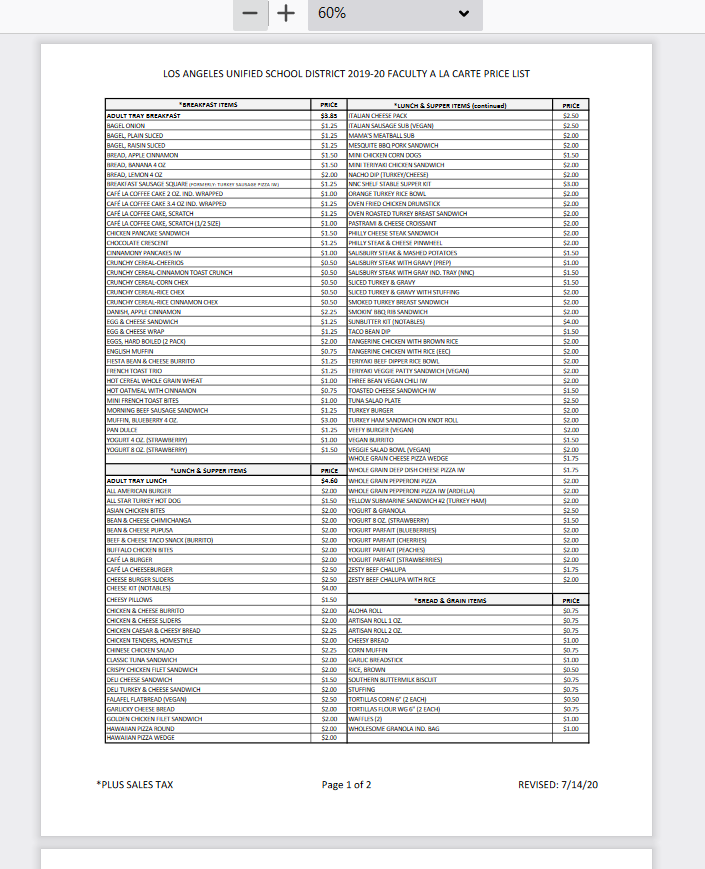 60%
LOS ANGELES UNIFIED SCHOOL DISTRICT 2019-20 FACULTY A LA CARTE PRICE LIST
*BREAKFAST ITEMS PRICE
ADULT TRAY BREAKFAST $3.85
BAGEL ONION $1.25
BAGEL, PLAIN SLICED $1.25
BAGEL, RAISIN SLICED $1.25
BREAD, APPLE CINNAMON $1.50
BREAD, BANANA 4 OZ $1.50
BREAD, LEMON 4 OZ $2.00
BREAKFAST SAUSAGE SQUARE (FORMERLY: TURKEY SAUSAGE PIZZA IW) $1.25
CAFÉ LA COFFEE CAKE 2 OZ. IND. WRAPPED $1.00
CAFÉ LA COFFEE CAKE 3.4 OZ IND. WRAPPED $1.25
CAFÉ LA COFFEE CAKE, SCRATCH $1.25
CAFÉ LA COFFEE CAKE, SCRATCH (1/2 SIZE) $1.00
CHICKEN PANCAKE SANDWICH $1.50
CHOCOLATE CRESCENT $1.25
CINNAMONY PANCAKES IW $1.00
CRUNCHY CEREAL-CHEERIOS $0.50
CRUNCHY CEREAL-CINNAMON TOAST CRUNCH $0.50
CRUNCHY CEREAL-CORN CHEX $0.50
CRUNCHY CEREAL-RICE CHEX $0.50
CRUNCHY CEREAL-RICE CINNAMON CHEX $0.50
DANISH, APPLE CINNAMON $2.25
EGG & CHEESE SANDWICH $1.25
EGG & CHEESE WRAP $1.25
EGGS, HARD BOILED (2 PACK) $2.00
ENGLISH MUFFIN $0.75
FIESTA BEAN & CHEESE BURRITO $1.25
FRENCH TOAST TRIO $1.25
HOT CEREAL WHOLE GRAIN WHEAT $1.00
HOT OATMEAL WITH CINNAMON $0.75
MINI FRENCH TOAST BITES $1.00
MORNING BEEF SAUSAGE SANDWICH $1.25
MUFFIN, BLUEBERRY 4 OZ. $3.00
PAN DULCE $1.25
YOGURT 4 OZ. (STRAWBERRY) $1.00
YOGURT 8 OZ. (STRAWBERRY) $1.50
*LUNCH & SUPPER ITEMS PRICE
ADULT TRAY LUNCH $4.60
ALL AMERICAN BURGER $2.00
ALL STAR TURKEY HOT DOG $1.50
ASIAN CHICKEN BITES $2.00
BEAN & CHEESE CHIMICHANGA $2.00
BEAN & CHEESE PUPUSA $2.00
BEEF & CHEESE TACO SNACK (BURRITO) $2.00
BUFFALO CHICKEN BITES $2.00
CAFÉ LA BURGER $2.00
CAFÉ LA CHEESEBURGER $2.50
CHEESE BURGER SLIDERS $2.50
CHEESE KIT (NOTABLES) $4.00
CHEESY PILLOWS $1.50
CHICKEN & CHEESE BURRITO $2.00
CHICKEN & CHEESE SLIDERS $2.00
CHICKEN CAESAR & CHEESY BREAD $2.25
CHICKEN TENDERS, HOMESTYLE $2.00
CHINESE CHICKEN SALAD $2.25
CLASSIC TUNA SANDWICH $2.00
CRISPY CHICKEN FILET SANDWICH $2.00
DELI CHEESE SANDWICH $1.50
DELI TURKEY & CHEESE SANDWICH $2.00
FALAFEL FLATBREAD (VEGAN) $2.50
GARLICKY CHEESE BREAD $2.00
GOLDEN CHICKEN FILET SANDWICH $2.00
HAWAIIAN PIZZA ROUND $2.00
HAWAIIAN PIZZA WEDGE $2.00
*LUNCH & SUPPER ITEMS (continued) PRICE
ITALIAN CHEESE PACK $2.50
ITALIAN SAUSAGE SUB (VEGAN) $2.50
MAMA'S MEATBALL SUB $2.00
MESQUITE BBQ PORK SANDWICH $2.00
MINI CHICKEN CORN DOGS $1.50
MINI TERIYAKI CHICKEN SANDWICH $2.00
NACHO DIP (TURKEY/CHEESE) $2.00
NNC SHELF STABLE SUPPER KIT $3.00
ORANGE TURKEY RICE BOWL $2.00
OVEN FRIED CHICKEN DRUMSTICK $2.00
OVEN ROASTED TURKEY BREAST SANDWICH $2.00
PASTRAMI & CHEESE CROISSANT $2.00
PHILLY CHEESE STEAK SANDWICH $2.00
PHILLY STEAK & CHEESE PINWHEEL $2.00
SALISBURY STEAK & MASHED POTATOES $1.50
SALISBURY STEAK WITH GRAVY (PREP) $1.00
SALISBURY STEAK WITH GRAY IND. TRAY (NNC) $1.50
SLICED TURKEY & GRAVY $1.50
SLICED TURKEY & GRAVY WITH STUFFING $2.00
SMOKED TURKEY BREAST SANDWICH $2.00
SMOKIN' BBQ RIB SANDWICH $2.00
SUNBUTTER KIT (NOTABLES) $4.00
TACO BEAN DIP $1.50
TANGERINE CHICKEN WITH BROWN RICE $2.00
TANGERINE CHICKEN WITH RICE (EEC) $2.00
TERIYAKI BEEF DIPPER RICE BOWL $2.00
TERIYAKI VEGGIE PATTY SANDWICH (VEGAN) $2.00
THREE BEAN VEGAN CHILI IW $2.00
TOASTED CHEESE SANDWICH IW $1.50
TUNA SALAD PLATE $2.50
TURKEY BURGER $2.00
TURKEY HAM SANDWICH ON KNOT ROLL $2.00
VEEFY BURGER (VEGAN) $2.00
VEGAN BURRITO $1.50
VEGGIE SALAD BOWL (VEGAN) $2.00
WHOLE GRAIN CHEESE PIZZA WEDGE $1.75
WHOLE GRAIN DEEP DISH CHEESE PIZZA IW $1.75
WHOLE GRAIN PEPPERONI PIZZA $2.00
WHOLE GRAIN PEPPERONI PIZZA IW (ARDELLA) $2.00
YELLOW SUBMARINE SANDWICH #2 (TURKEY HAM) $2.00
YOGURT & GRANOLA $2.50
YOGURT 8 OZ. (STRAWBERRY) $1.50
YOGURT PARFAIT (BLUEBERRIES) $2.00
YOGURT PARFAIT (CHERRIES) $2.00
YOGURT PARFAIT (PEACHES) $2.00
YOGURT PARFAIT (STRAWBERRIES) $2.00
ZESTY BEEF CHALUPA $1.75
ZESTY BEEF CHALUPA WITH RICE $2.00
*BREAD & GRAIN ITEMS PRICE
ALOHA ROLL $0.75
ARTISAN ROLL 1 OZ. $0.75
ARTISAN ROLL 2 OZ. $0.75
CHEESY BREAD $1.00
CORN MUFFIN $0.75
GARLIC BREADSTICK $1.00
RICE, BROWN $0.50
SOUTHERN BUTTERMILK BISCUIT $0.75
STUFFING $0.75
TORTILLAS CORN 6" (2 EACH) $0.50
TORTILLAS FLOUR WG 6" (2 EACH) $0.75
WAFFLES (2) $1.00
WHOLESOME GRANOLA IND. BAG $1.00
*PLUS SALES TAX Page 1 of 2 REVISED: 7/14/20